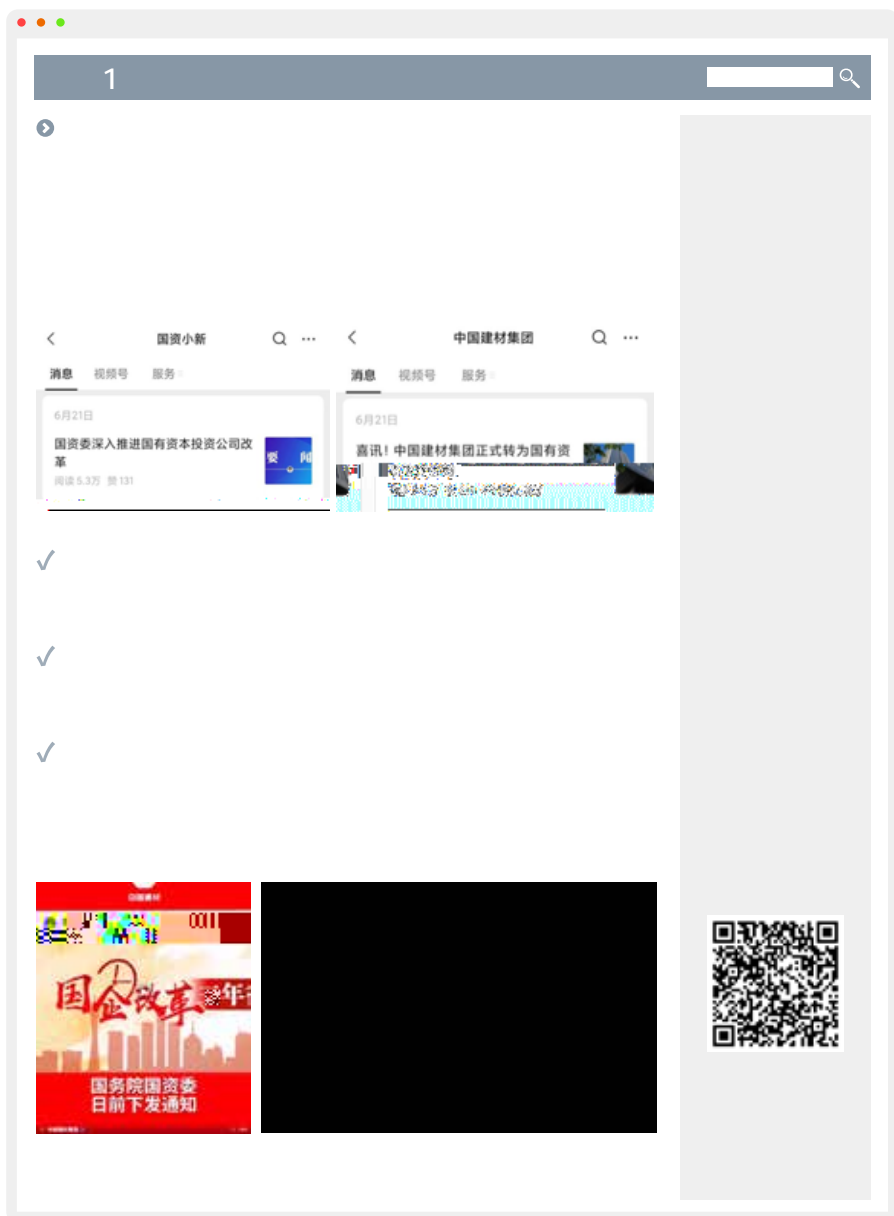 1
国资小新
消息 视频号 服务
6月21日
国资委深入推进国有资本投资公司改
革
阅读 5.3万 赞 131
中国建材集团
消息 视频号 服务
6月21日
喜讯！中国建材集团正式转为国有资
要 闻
国企改革
国务院国资委
日前下发通知